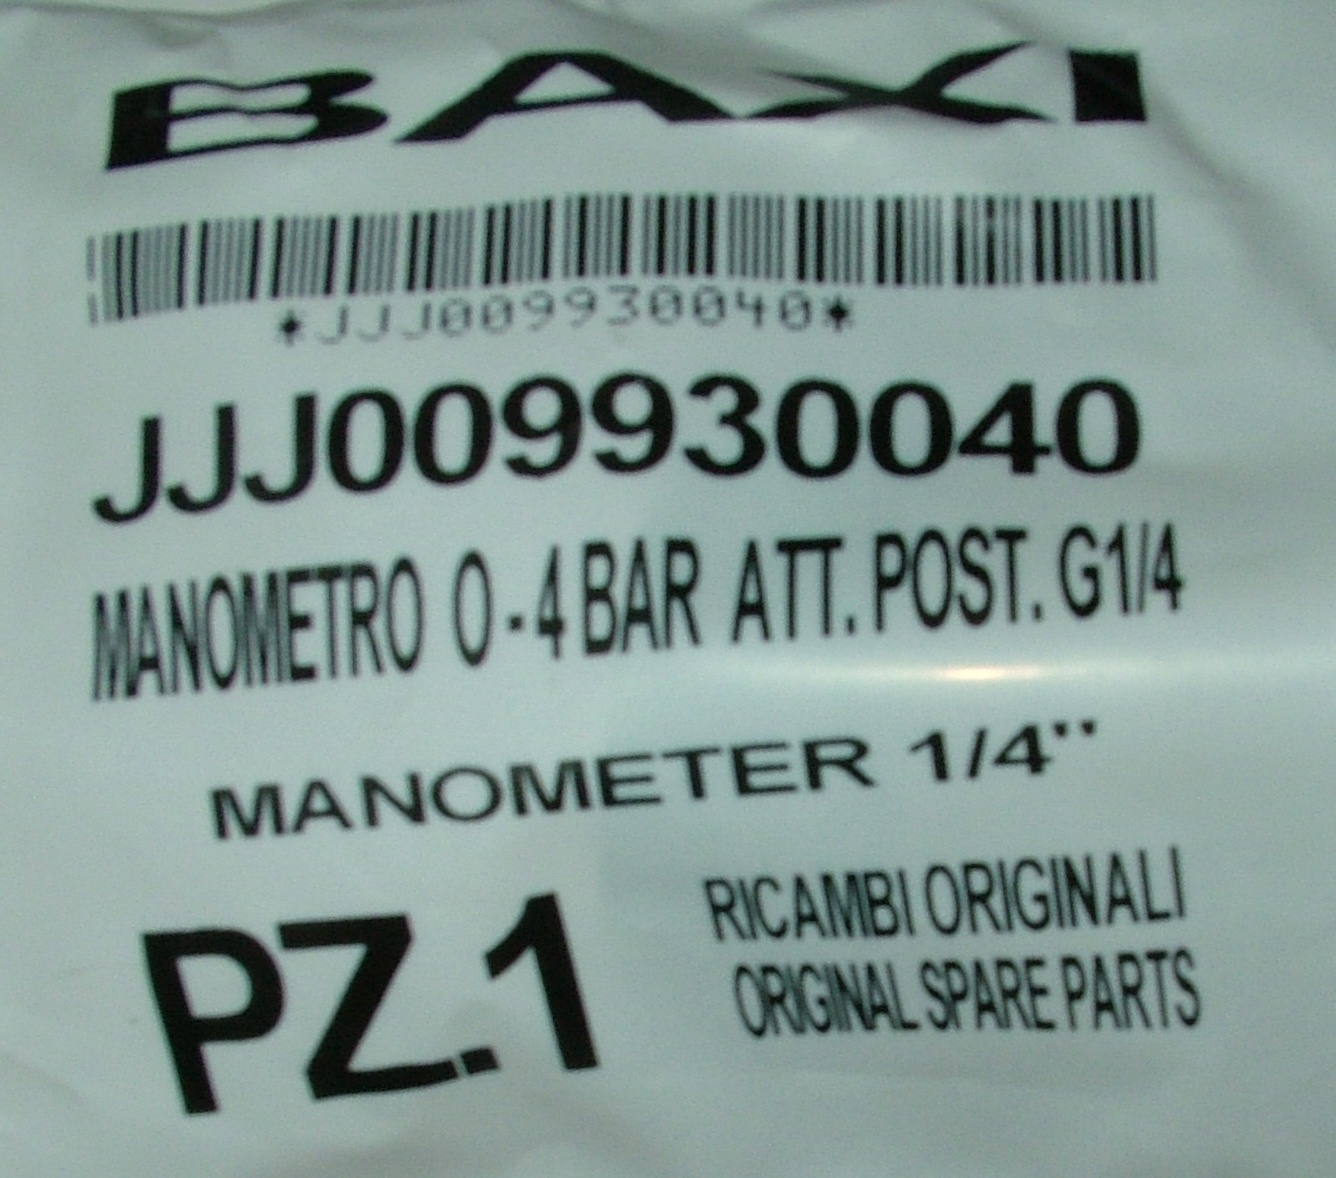 BAXI
*JJJ009930040*
JJJ009930040
MANOMETRO 0-4 BAR ATT. POST. G1/4
MANOMETER 1/4"
PZ.1
RICAMBI ORIGINALI
ORIGINAL SPARE PARTS